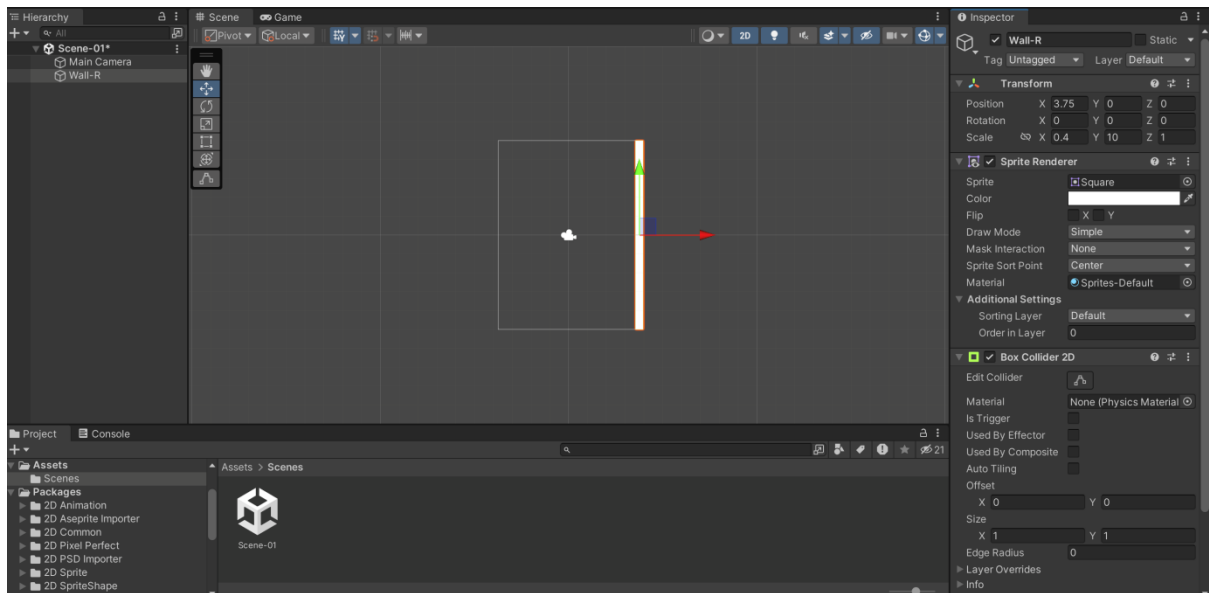 Hierarchy
All
Scene-01*
Main Camera
Wall-R
Scene Game
Pivot Local 2D
Project Console
21
Assets
Scenes
Packages
2D Animation
2D Aseprite Importer
2D Common
2D Pixel Perfect
2D PSD Importer
2D Sprite
2D SpriteShape
Assets > Scenes
Scene-01
Inspector
Wall-R Static
Tag Untagged Layer Default
Transform
Position X 3.75 Y 0 Z 0
Rotation X 0 Y 0 Z 0
Scale X 0.4 Y 10 Z 1
Sprite Renderer
Sprite Square
Color
Flip X Y
Draw Mode Simple
Mask Interaction None
Sprite Sort Point Center
Material Sprites-Default
Additional Settings
Sorting Layer Default
Order in Layer 0
Box Collider 2D
Edit Collider
Material None (Physics Material
Is Trigger
Used By Effector
Used By Composite
Auto Tiling
Offset
X 0 Y 0
Size
X 1 Y 1
Edge Radius 0
Layer Overrides
Info